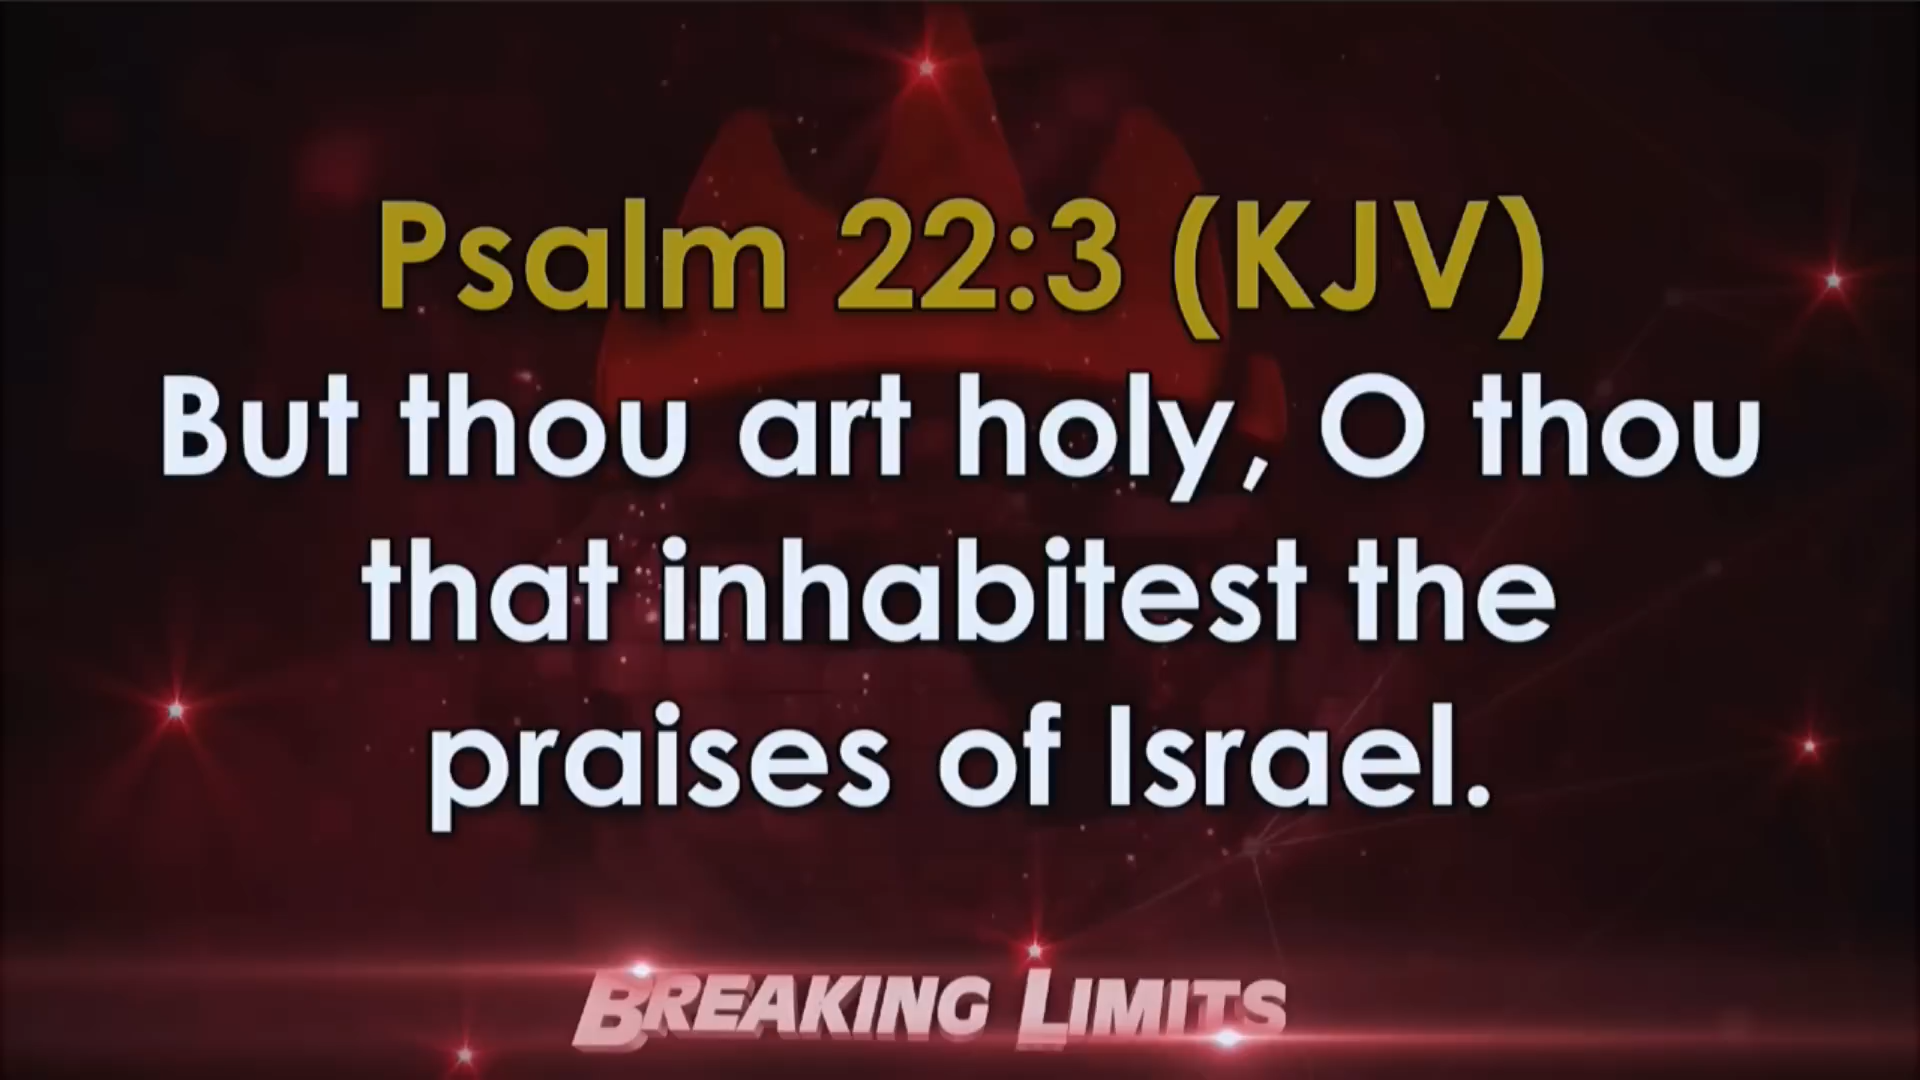 Psalm 22:3 (KJV)
But thou art holy, O thou
that inhabitest the
praises of Israel.
BREAKING LIMITS